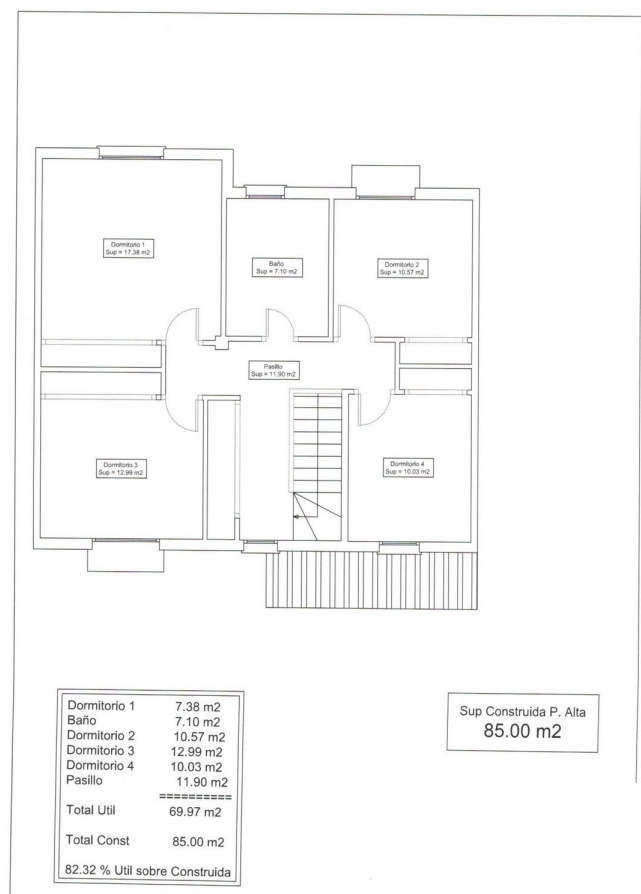 Dormitorio 1
Sup = 17.38 m2
Baño
Sup = 7.10 m2
Dormitorio 2
Sup = 10.57 m2
Pasillo
Sup = 11.90 m2
Dormitorio 3
Sup = 12.99 m2
Dormitorio 4
Sup = 10.03 m2
Dormitorio 1 7.38 m2
Baño 7.10 m2
Dormitorio 2 10.57 m2
Dormitorio 3 12.99 m2
Dormitorio 4 10.03 m2
Pasillo 11.90 m2
==========
Total Util 69.97 m2
Total Const 85.00 m2
82.32 % Util sobre Construida
Sup Construida P. Alta
85.00 m2